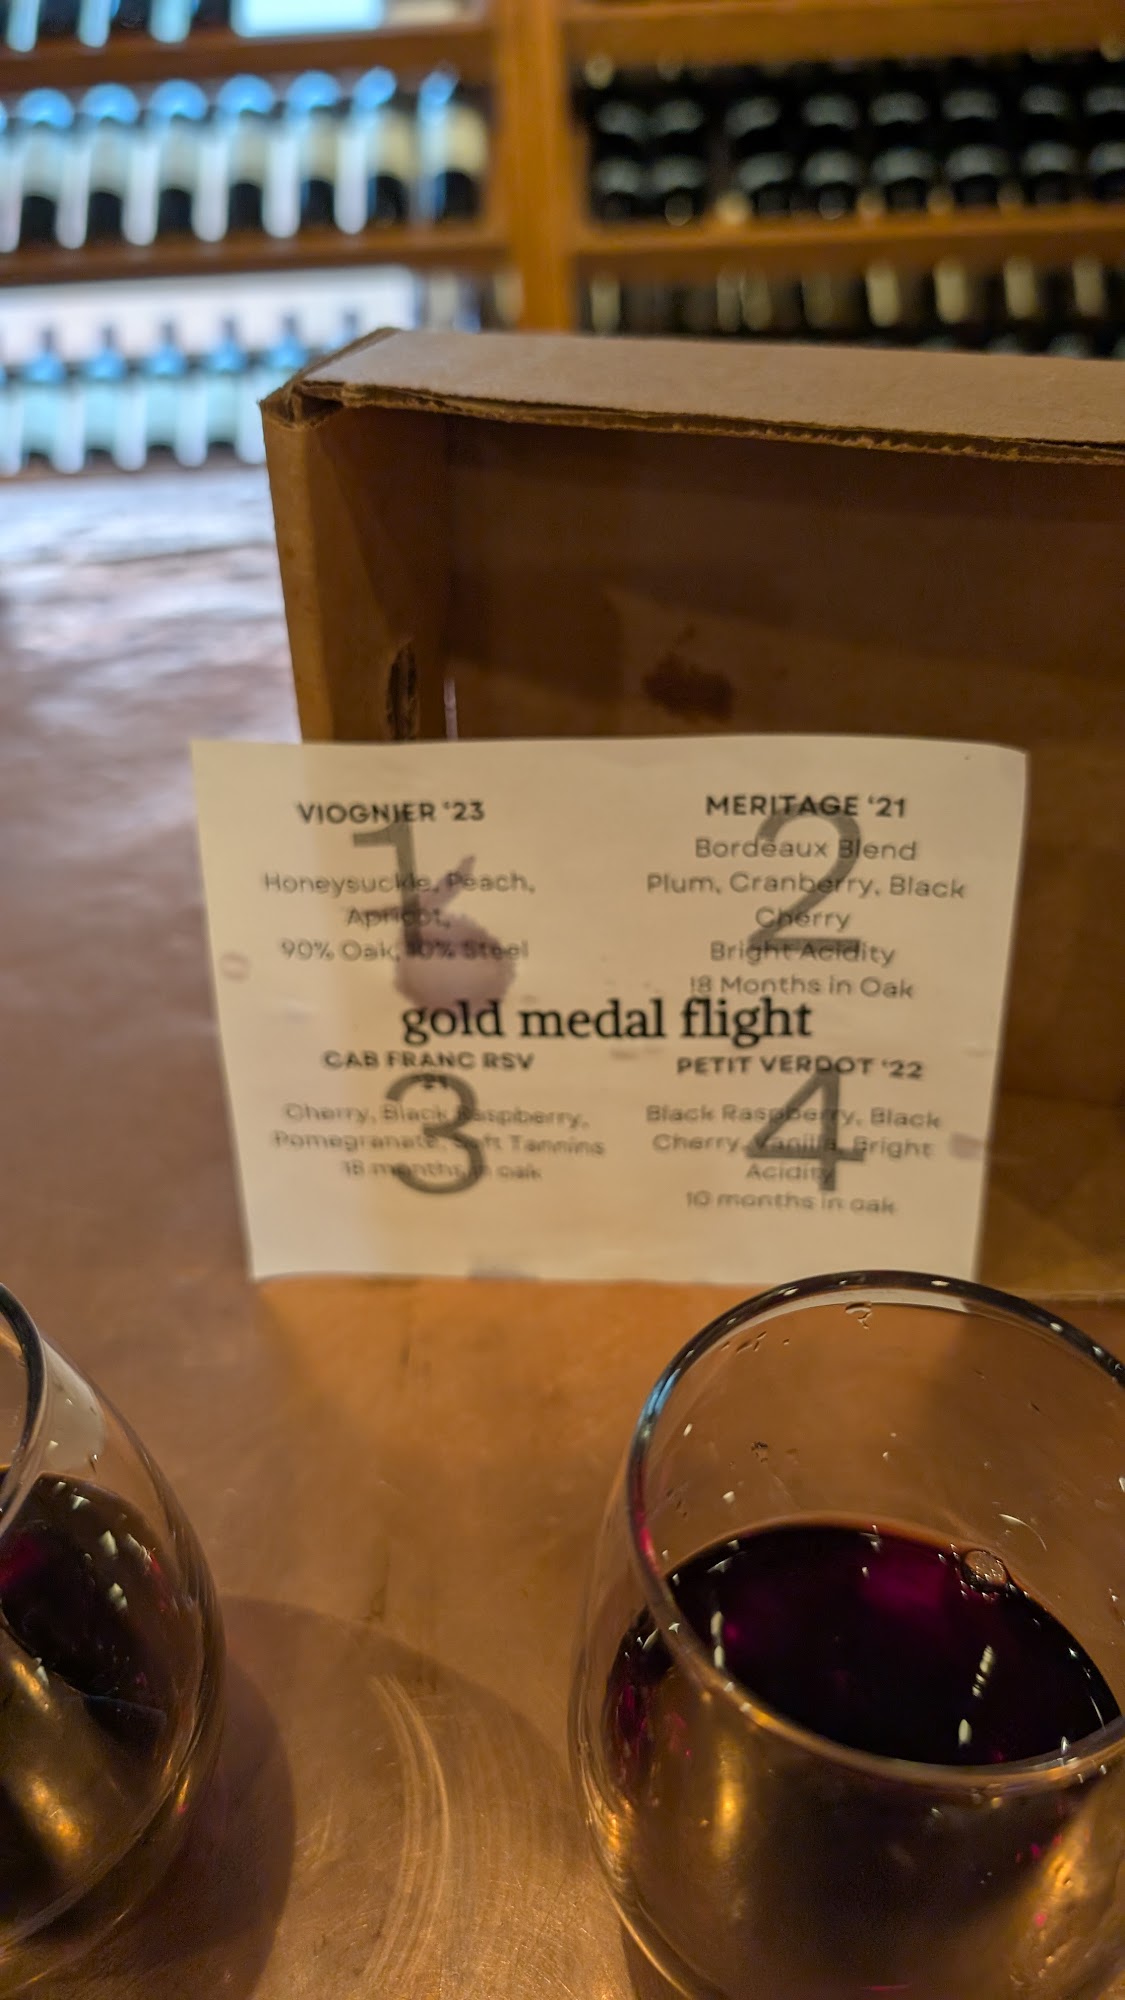 VIOGNIER '23
1
Honeysuckle, Peach,
Apricot,
90% Oak, 10% Steel
MERITAGE '21
2
Bordeaux Blend
Plum, Cranberry, Black
Cherry
Bright Acidity
18 Months in Oak
gold medal flight
CAB FRANC RSV
'21
3
Cherry, Black Raspberry,
Pomegranate, Soft Tannins
18 months in oak
PETIT VERDOT '22
4
Black Raspberry, Black
Cherry, Vanilla, Bright
Acidity
10 months in oak